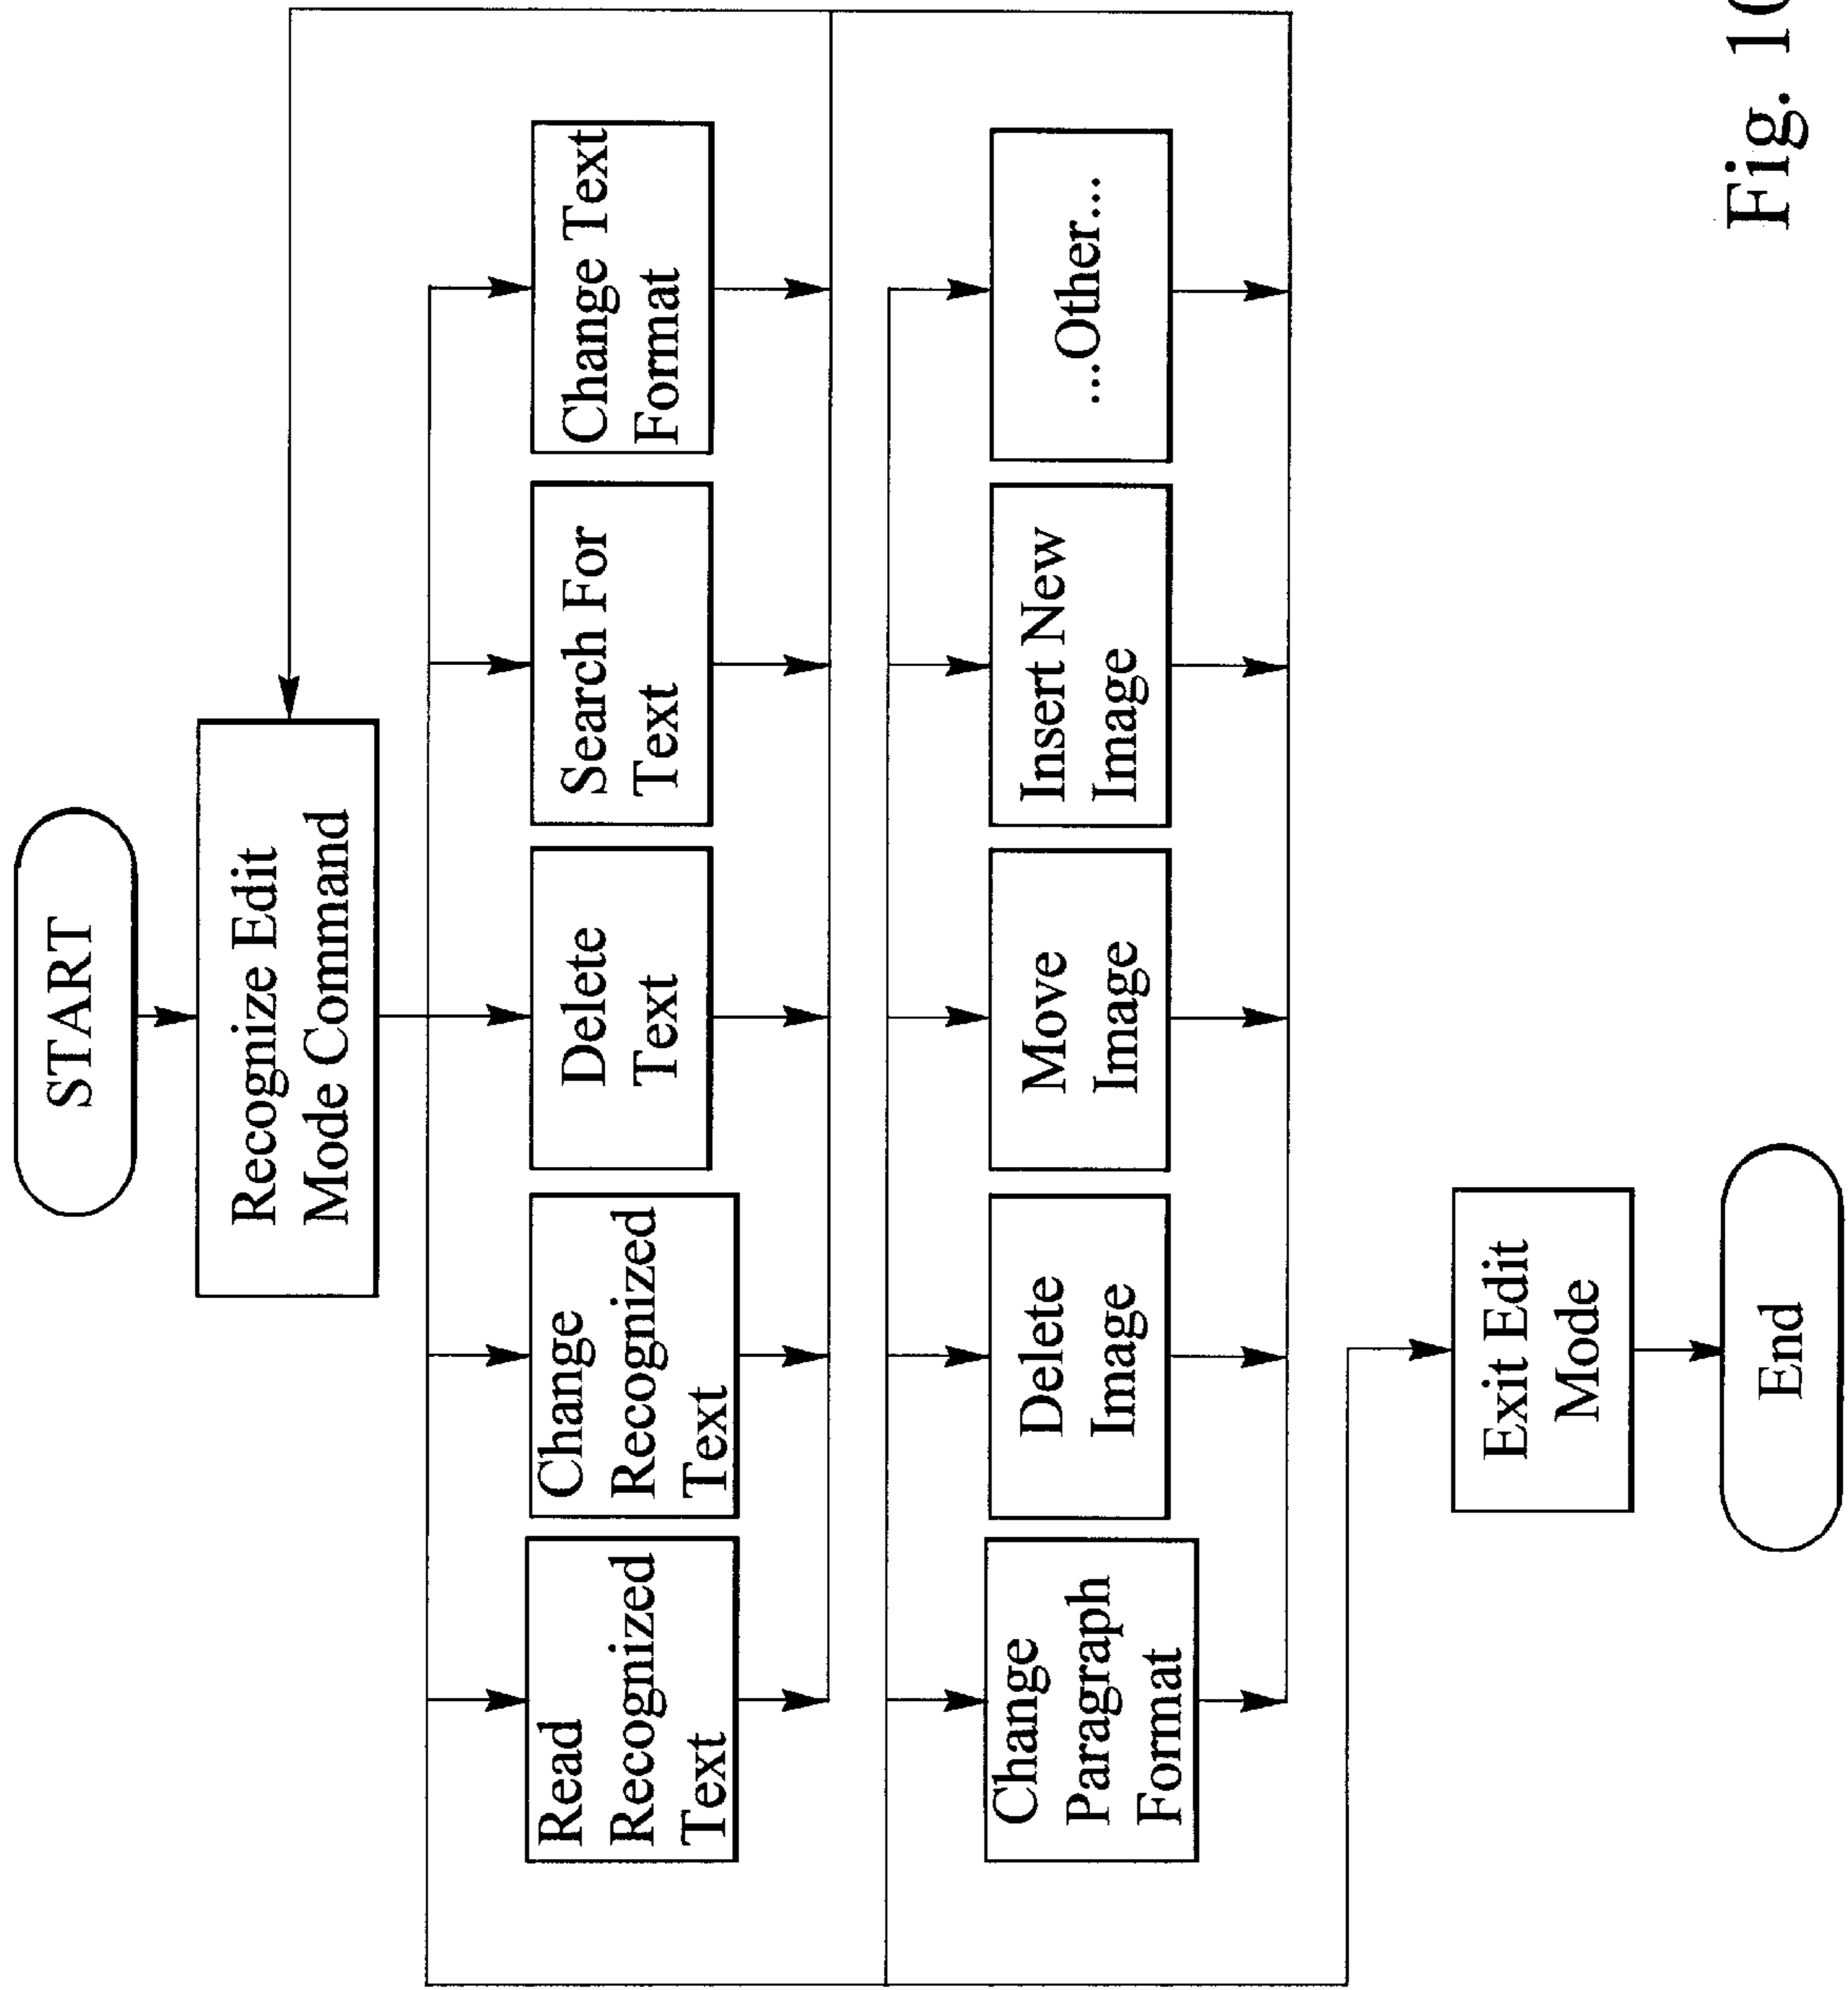 START
Recognize Edit
Mode Command
Read
Recognized
Text
Change
Recognized
Text
Delete
Text
Search For
Text
Change Text
Format
Change
Paragraph
Format
Delete
Image
Move
Image
Insert New
Image
...Other...
Exit Edit
Mode
End
Fig.